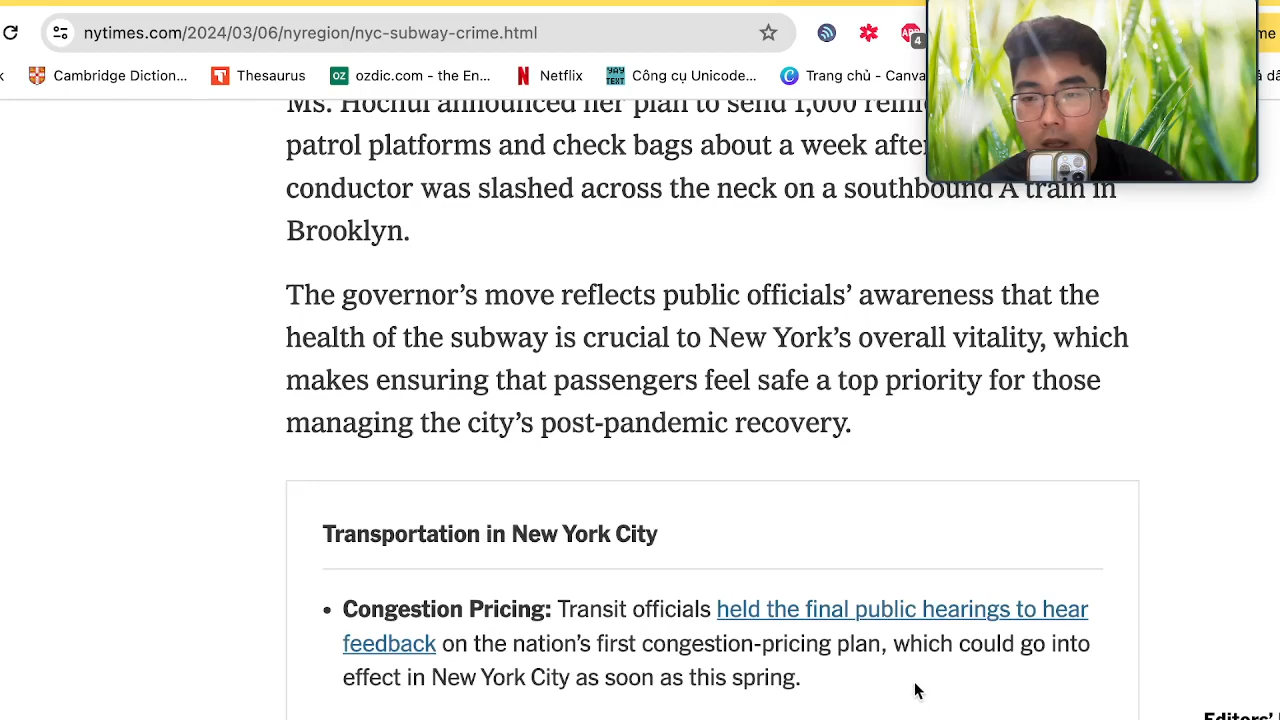 nytimes.com/2024/03/06/nyregion/nyc-subway-crime.html
4
Cambridge Diction... Thesaurus OZ ozdic.com - the En... N Netflix YAY TEXT Công cụ Unicode... Trang chủ - Canva
Ms. Hochul announced her plan to send 1,000
patrol platforms and check bags about a week after
conductor was slashed across the neck on a southbound A train in
Brooklyn.
The governor’s move reflects public officials’ awareness that the
health of the subway is crucial to New York’s overall vitality, which
makes ensuring that passengers feel safe a top priority for those
managing the city’s post-pandemic recovery.
Transportation in New York City
• Congestion Pricing: Transit officials held the final public hearings to hear
feedback on the nation’s first congestion-pricing plan, which could go into
effect in New York City as soon as this spring.
Editors’